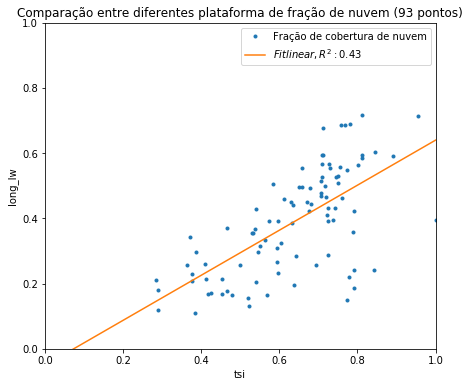 Comparação entre diferentes plataforma de fração de nuvem (93 pontos)
Fração de cobertura de nuvem
Fitlinear, R²: 0.43
1.0
0.8
0.6
0.4
0.2
0.0
long_lw
0.0 0.2 0.4 0.6 0.8 1.0
tsi